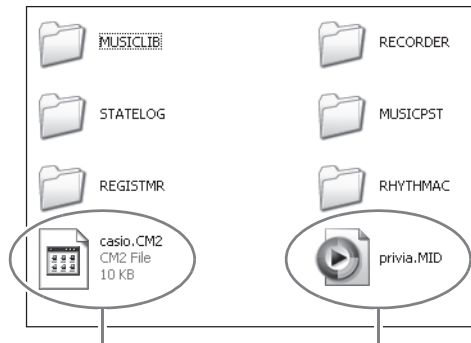 MUSICLIB
RECORDER
STATELOG
MUSICPST
REGISTMR
RHYTHMAC
casio.CM2
CM2 File
10 KB
privia.MID